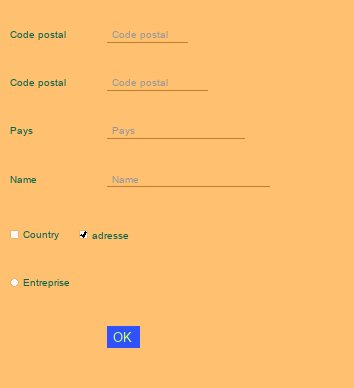 Code postal Code postal
Code postal Code postal
Pays Pays
Name Name
Country adresse
Entreprise
OK